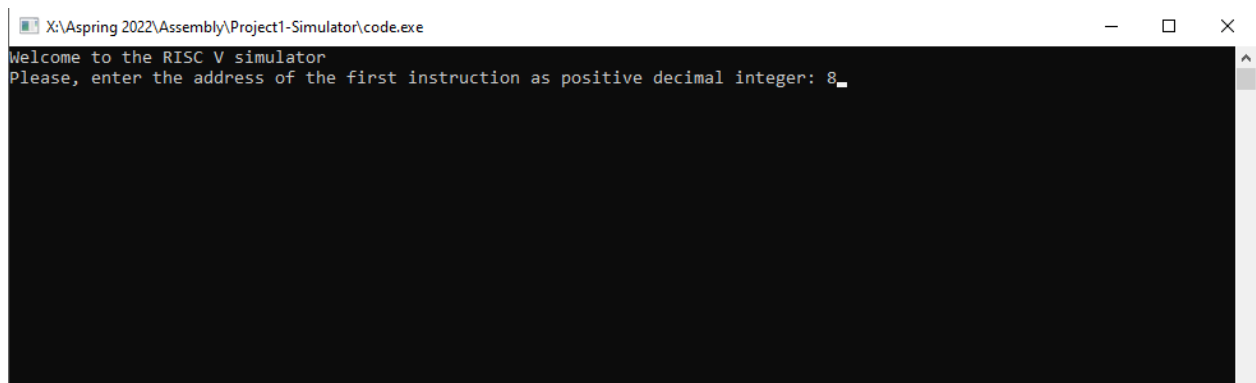 X:\Aspring 2022\Assembly\Project1-Simulator\code.exe
Welcome to the RISC V simulator
Please, enter the address of the first instruction as positive decimal integer: 8